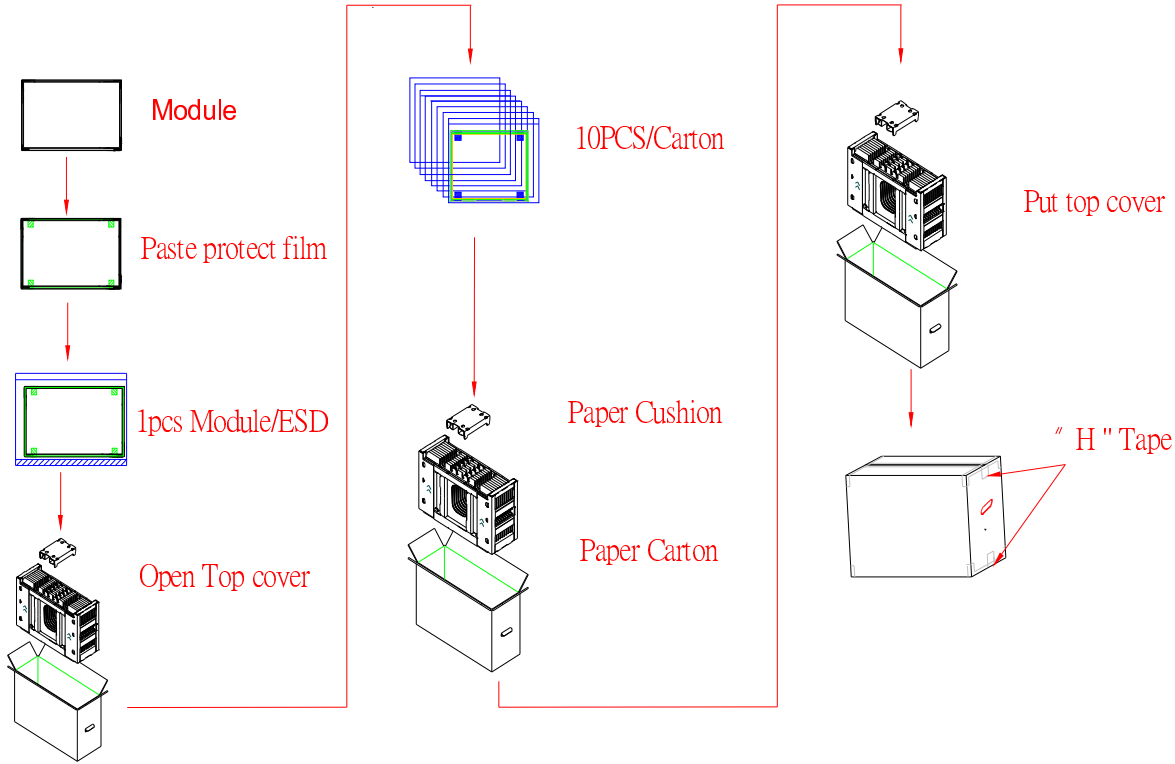 Module
Paste protect film
1pcs Module/ESD
Open Top cover
10PCS/Carton
Paper Cushion
Paper Carton
Put top cover
" H " Tape